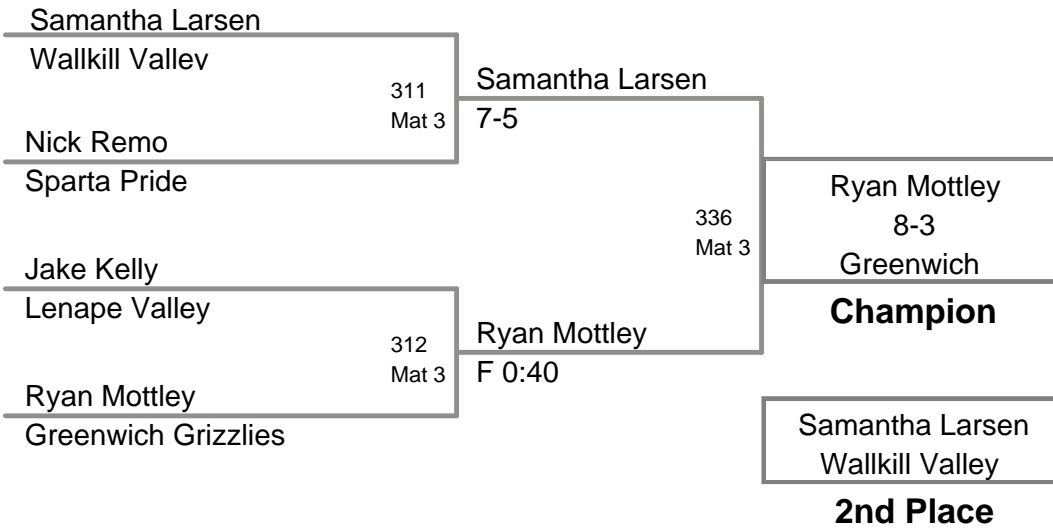 Samantha Larsen
Wallkill Valley
311
Mat 3
Nick Remo
Sparta Pride
Samantha Larsen
7-5
Jake Kelly
Lenape Valley
312
Mat 3
Ryan Mottley
Greenwich Grizzlies
Ryan Mottley
F 0:40
336
Mat 3
Ryan Mottley
8-3
Greenwich
Champion
Samantha Larsen
Wallkill Valley
2nd Place